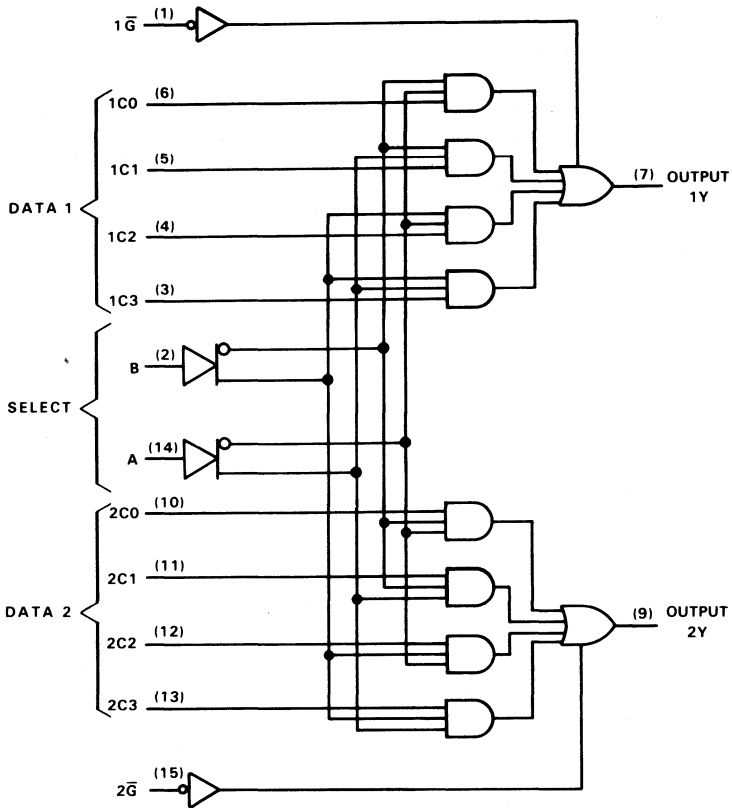 1G̅ (1)
1C0 (6)
1C1 (5)
DATA 1
1C2 (4)
1C3 (3)
(7) OUTPUT
1Y
B (2)
SELECT
A (14)
2C0 (10)
2C1 (11)
DATA 2
2C2 (12)
2C3 (13)
(9) OUTPUT
2Y
2G̅ (15)